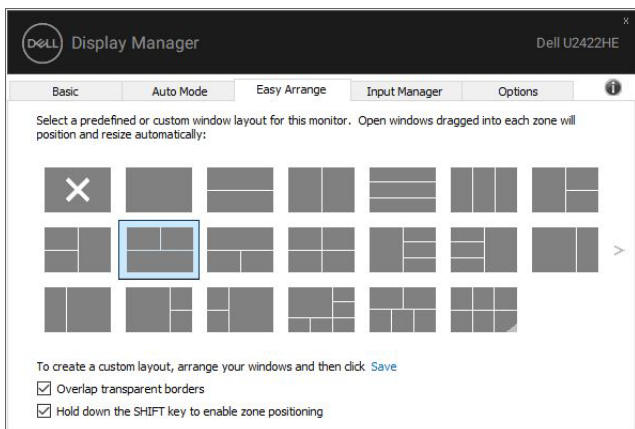 x
DELL Display Manager Dell U2422HE
Basic Auto Mode Easy Arrange Input Manager Options i
Select a predefined or custom window layout for this monitor. Open windows dragged into each zone will
position and resize automatically:
>
To create a custom layout, arrange your windows and then click Save
Overlap transparent borders
Hold down the SHIFT key to enable zone positioning